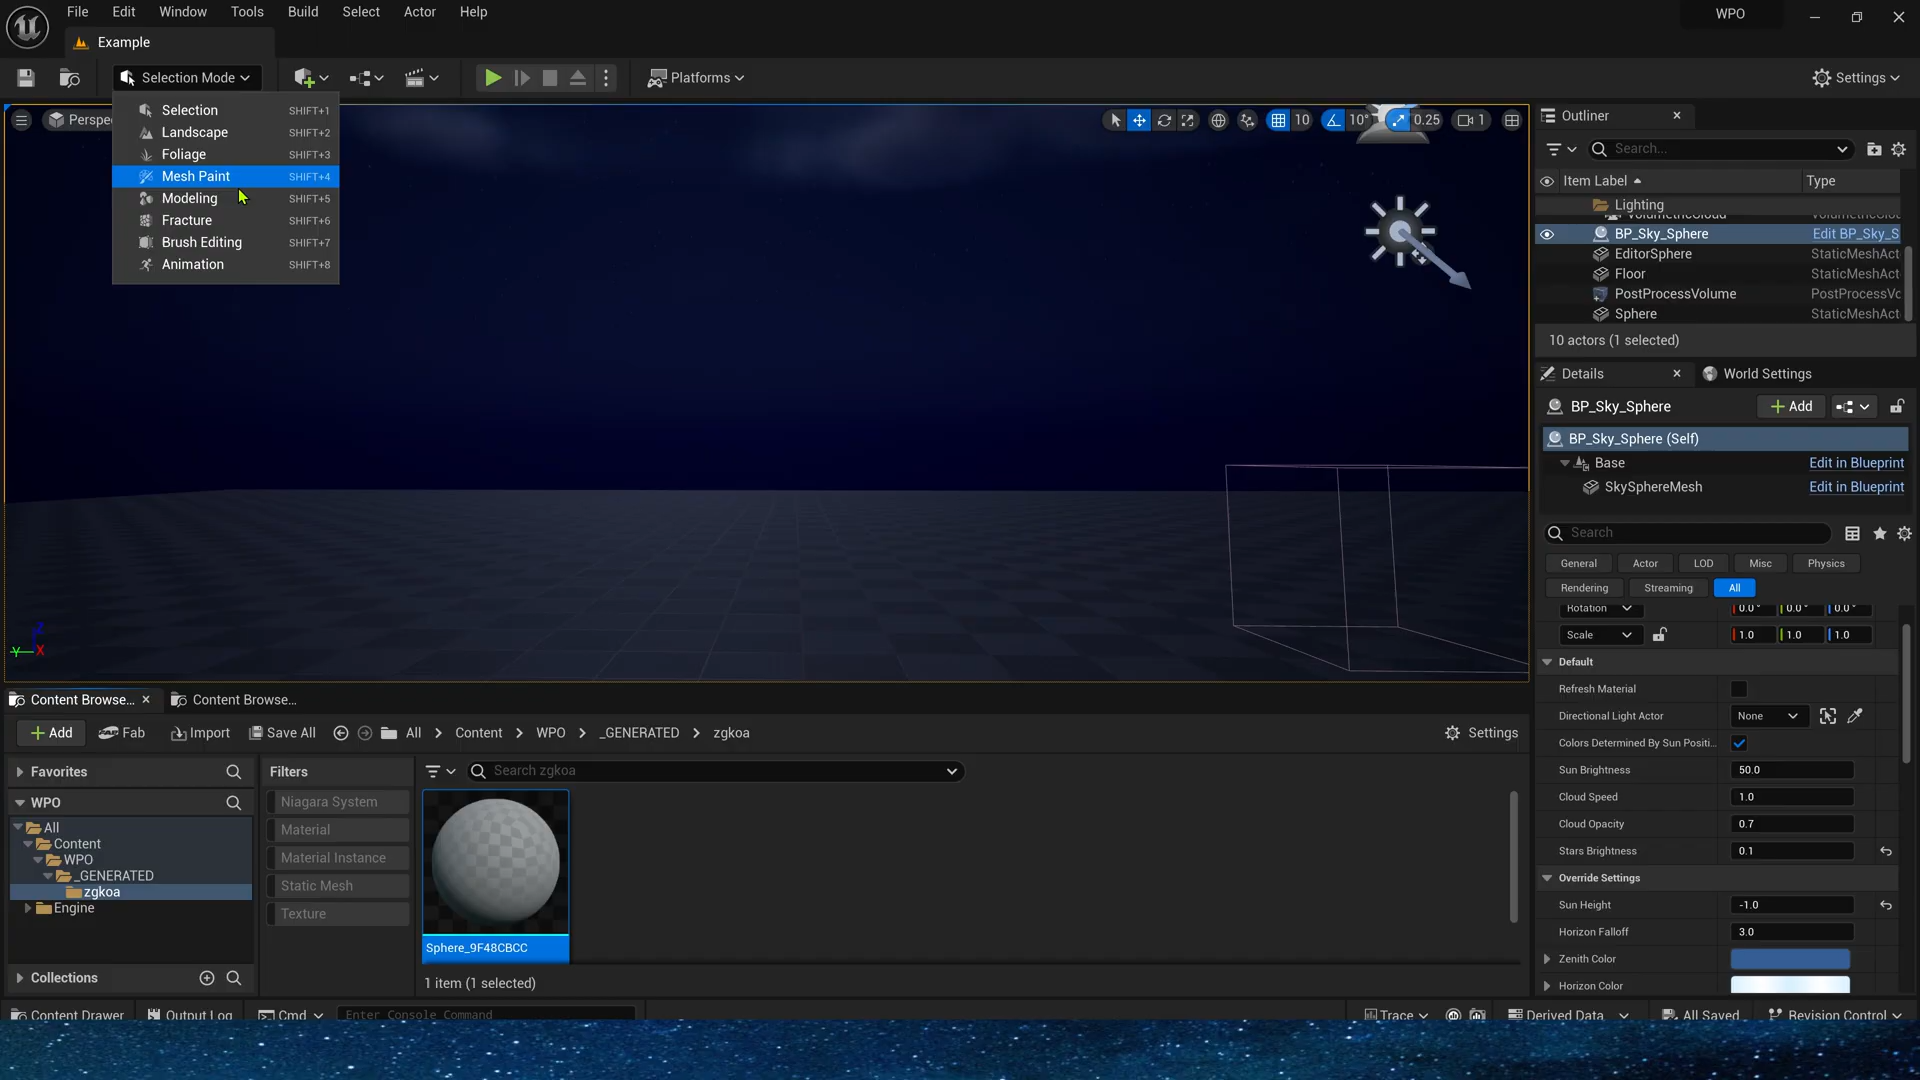 File Edit Window Tools Build Select Actor Help
WPO
Example
Selection Mode
Platforms
Settings
Selection SHIFT+1
Landscape SHIFT+2
Foliage SHIFT+3
Mesh Paint SHIFT+4
Modeling SHIFT+5
Fracture SHIFT+6
Brush Editing SHIFT+7
Animation SHIFT+8
Perspec
10 10° 0.25 1
Z
Y X
Outliner
Search...
Item Label Type
Lighting
VolumetricCloud
BP_Sky_Sphere Edit BP_Sky_S
EditorSphere StaticMeshAct
Floor StaticMeshAct
PostProcessVolume PostProcessVo
Sphere StaticMeshAct
10 actors (1 selected)
Details World Settings
BP_Sky_Sphere Add
BP_Sky_Sphere (Self)
Base Edit in Blueprint
SkySphereMesh Edit in Blueprint
Search
General Actor LOD Misc Physics
Rendering Streaming All
Rotation 0.0° 0.0° 0.0°
Scale 1.0 1.0 1.0
Default
Refresh Material
Directional Light Actor None
Colors Determined By Sun Positi...
Sun Brightness 50.0
Cloud Speed 1.0
Cloud Opacity 0.7
Stars Brightness 0.1
Override Settings
Sun Height -1.0
Horizon Falloff 3.0
Zenith Color
Horizon Color
Content Browse... Content Browse...
Add Fab Import Save All All Content WPO _GENERATED zgkoa Settings
Favorites
WPO
All
Content
WPO
_GENERATED
zgkoa
Engine
Collections
Filters
Niagara System
Material
Material Instance
Static Mesh
Texture
Search zgkoa
Sphere_9F48CBCC
1 item (1 selected)
Content Drawer Output Log Cmd Enter Console Command Trace Derived Data All Saved Revision Control